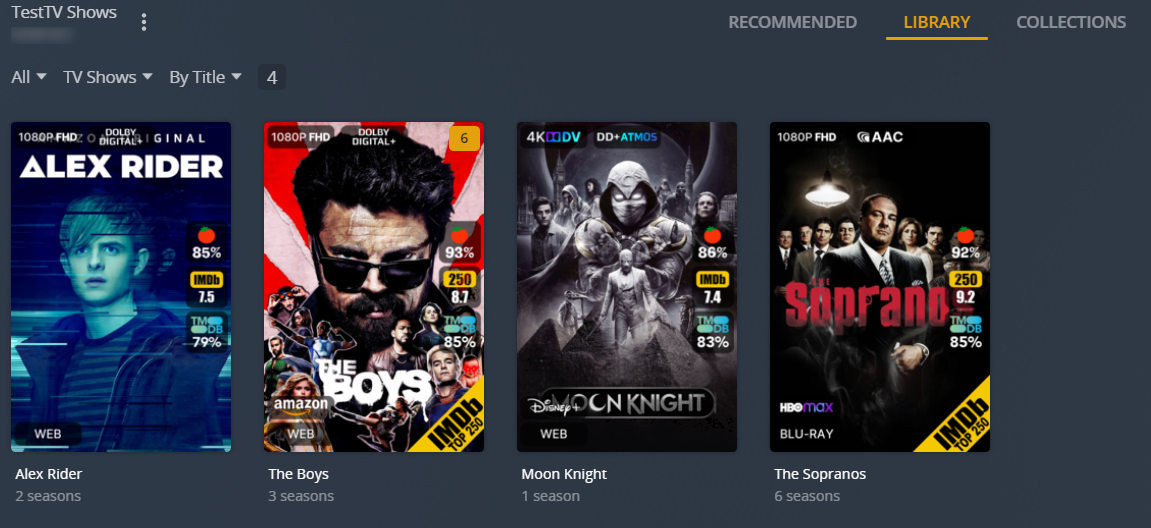 TestTV Shows
RECOMMENDED LIBRARY COLLECTIONS
All TV Shows By Title 4
1080P FHD DOLBY DIGITAL+
ORIGINAL
ALEX RIDER
85%
IMDb
7.5
TMDB
79%
WEB
1080P FHD DOLBY DIGITAL+ 6
93%
250
8.7
TMDB
85%
THE BOYS
amazon
WEB
IMDb
TOP 250
4K DV DD+ATMOS
86%
IMDb
7.4
TMDB
83%
Disney+
MOON KNIGHT
WEB
1080P FHD AAC
92%
250
9.2
THE
Sopranos
TMDB
85%
HBOmax
BLU-RAY
IMDb
TOP 250
Alex Rider The Boys Moon Knight The Sopranos
2 seasons 3 seasons 1 season 6 seasons